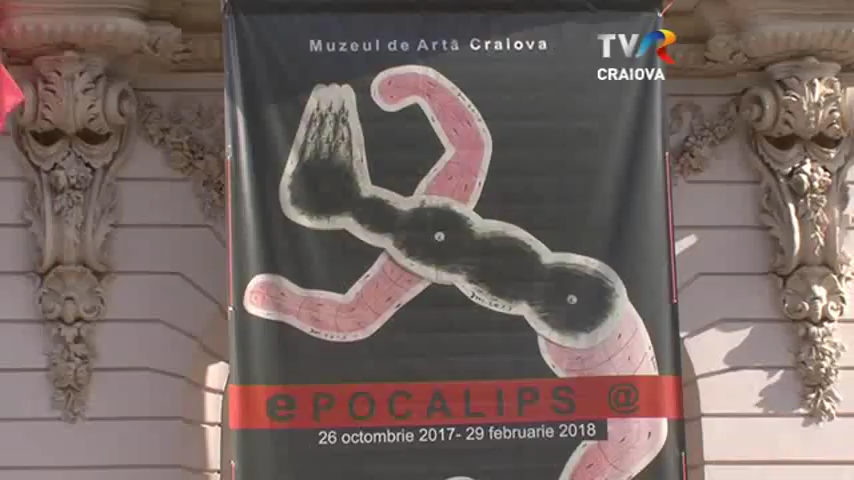 Muzeul de Artă Craiova
TVR
CRAIOVA
ePOCALIPS @
26 octombrie 2017- 29 februarie 2018